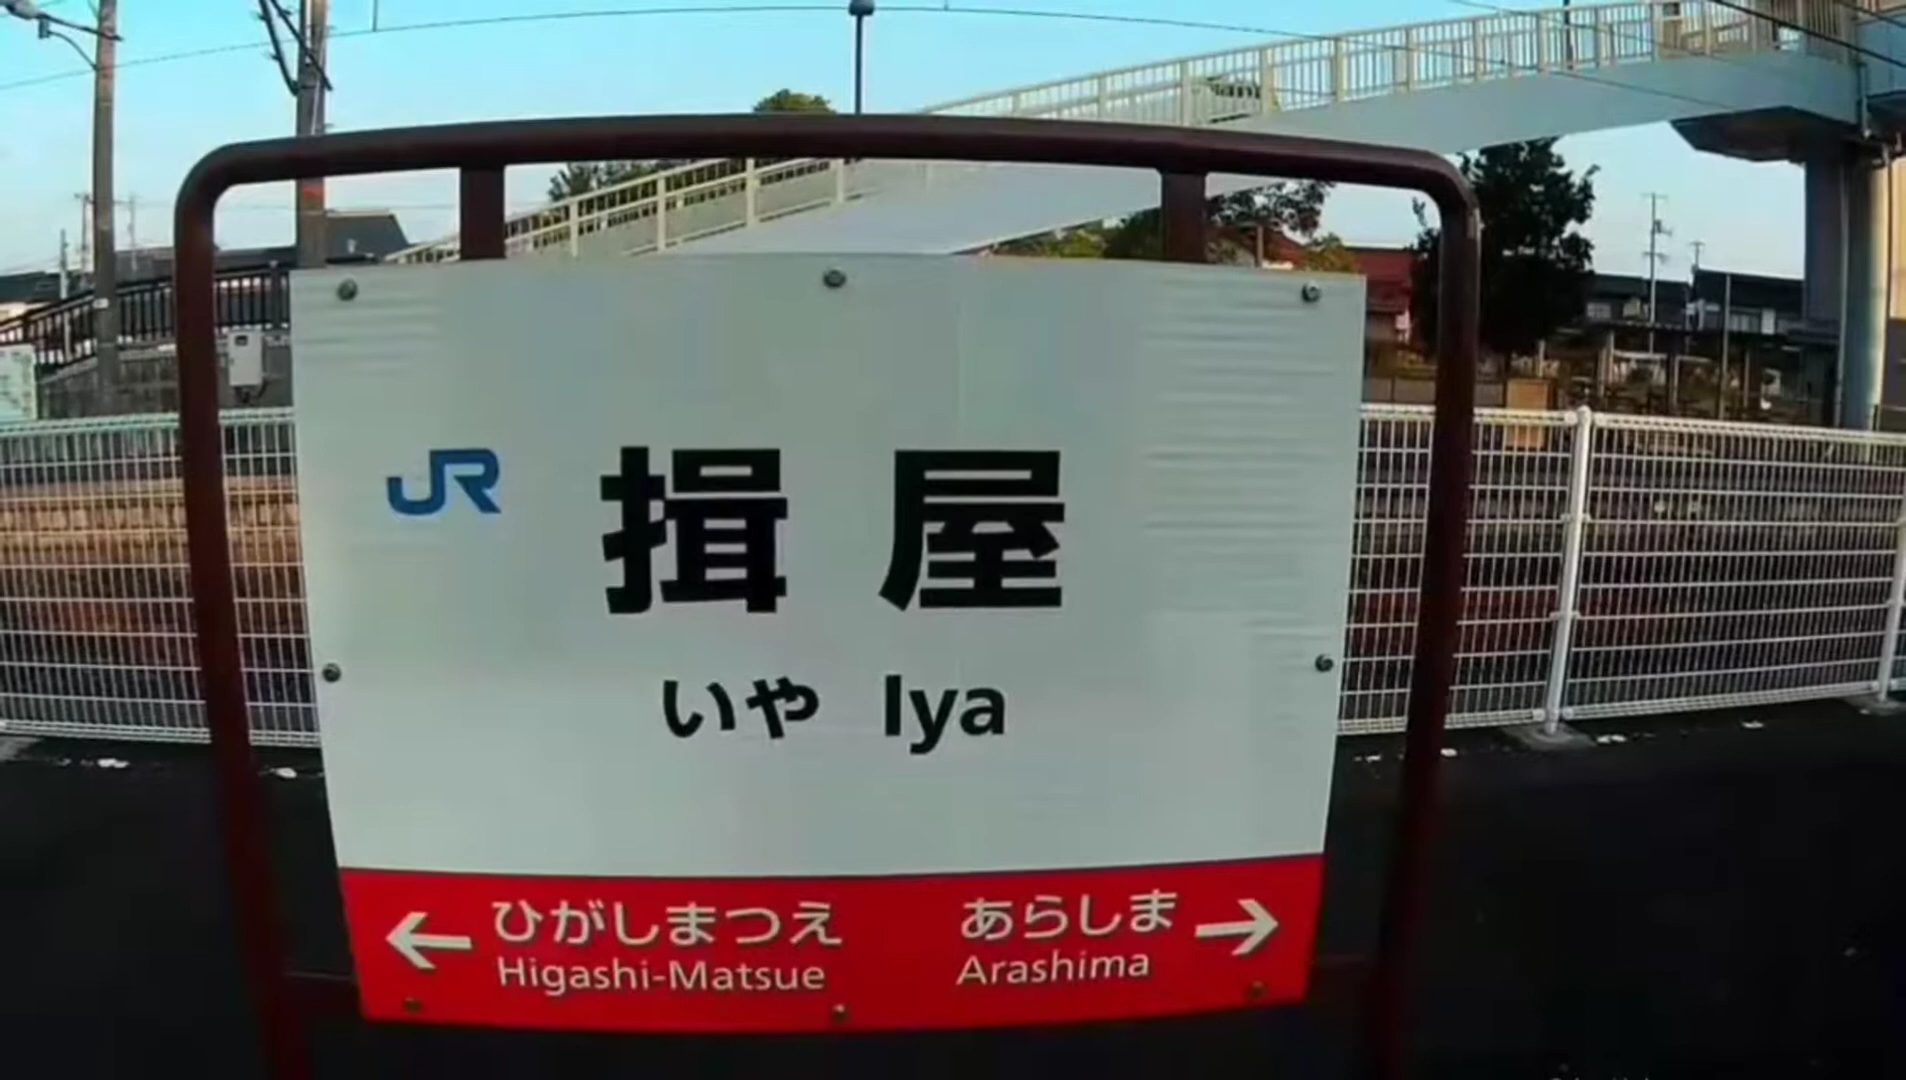 JR
揖屋
いや Iya
← ひがしまつえ
Higashi-Matsue
あらしま →
Arashima